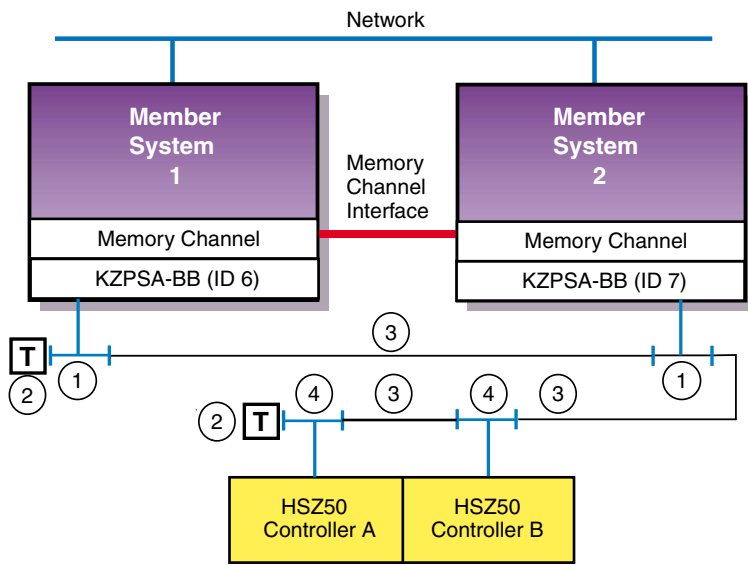 Network
Member
System
1
Member
System
2
Memory
Channel
Interface
Memory Channel
Memory Channel
KZPSA-BB (ID 6)
KZPSA-BB (ID 7)
3
T
1
1
2
4
3
4
3
2
T
HSZ50
Controller A
HSZ50
Controller B